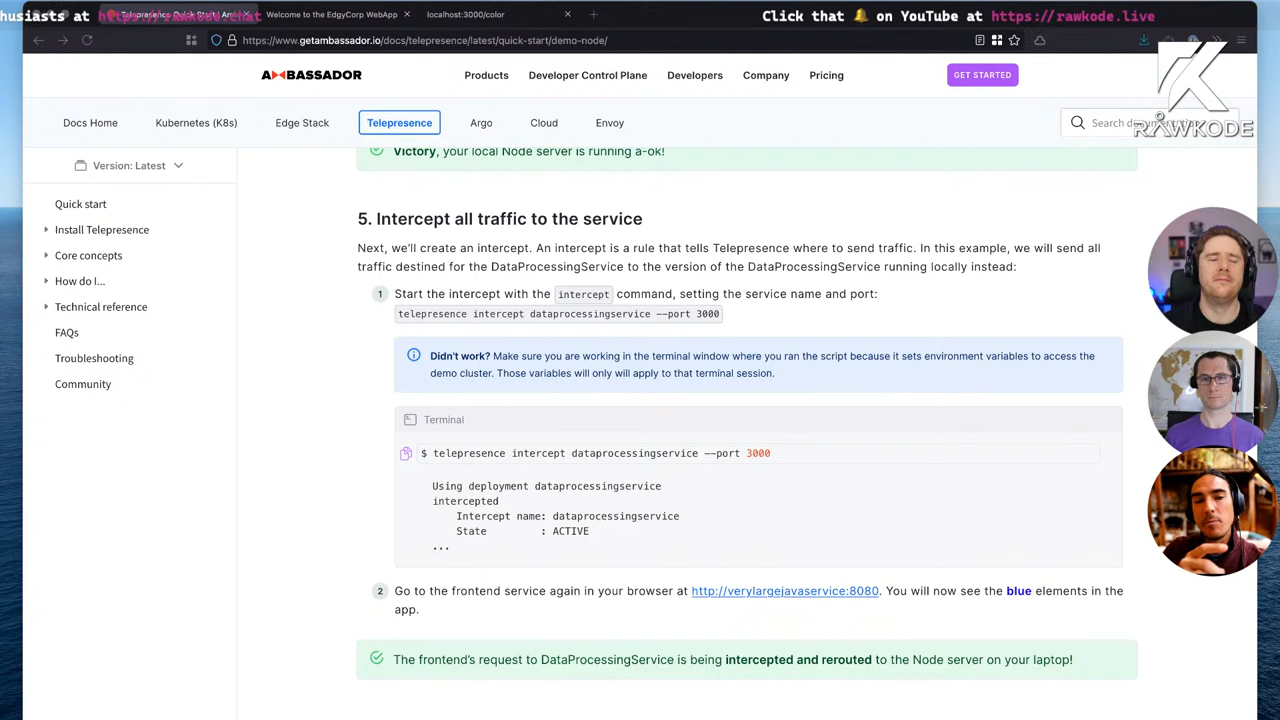 husiasts at https://rawkode.chat
Click that 🔔 on YouTube at https://rawkode.live
Telepresence Quick Start | Am
Welcome to the EdgyCorp WebApp
localhost:3000/color
https://www.getambassador.io/docs/telepresence/latest/quick-start/demo-node/
AMBASSADOR
Products
Developer Control Plane
Developers
Company
Pricing
GET STARTED
RAWKODE
Docs Home
Kubernetes (K8s)
Edge Stack
Telepresence
Argo
Cloud
Envoy
Search
Version: Latest
Quick start
Install Telepresence
Core concepts
How do I...
Technical reference
FAQs
Troubleshooting
Community
Victory, your local Node server is running a-ok!
5. Intercept all traffic to the service
Next, we’ll create an intercept. An intercept is a rule that tells Telepresence where to send traffic. In this example, we will send all
traffic destined for the DataProcessingService to the version of the DataProcessingService running locally instead:
1 Start the intercept with the intercept command, setting the service name and port:
telepresence intercept dataprocessingservice --port 3000
Didn't work? Make sure you are working in the terminal window where you ran the script because it sets environment variables to access the
demo cluster. Those variables will only will apply to that terminal session.
Terminal
$ telepresence intercept dataprocessingservice --port 3000
Using deployment dataprocessingservice
intercepted
Intercept name: dataprocessingservice
State : ACTIVE
...
2 Go to the frontend service again in your browser at http://verylargejavaservice:8080. You will now see the blue elements in the
app.
The frontend’s request to DataProcessingService is being intercepted and rerouted to the Node server on your laptop!